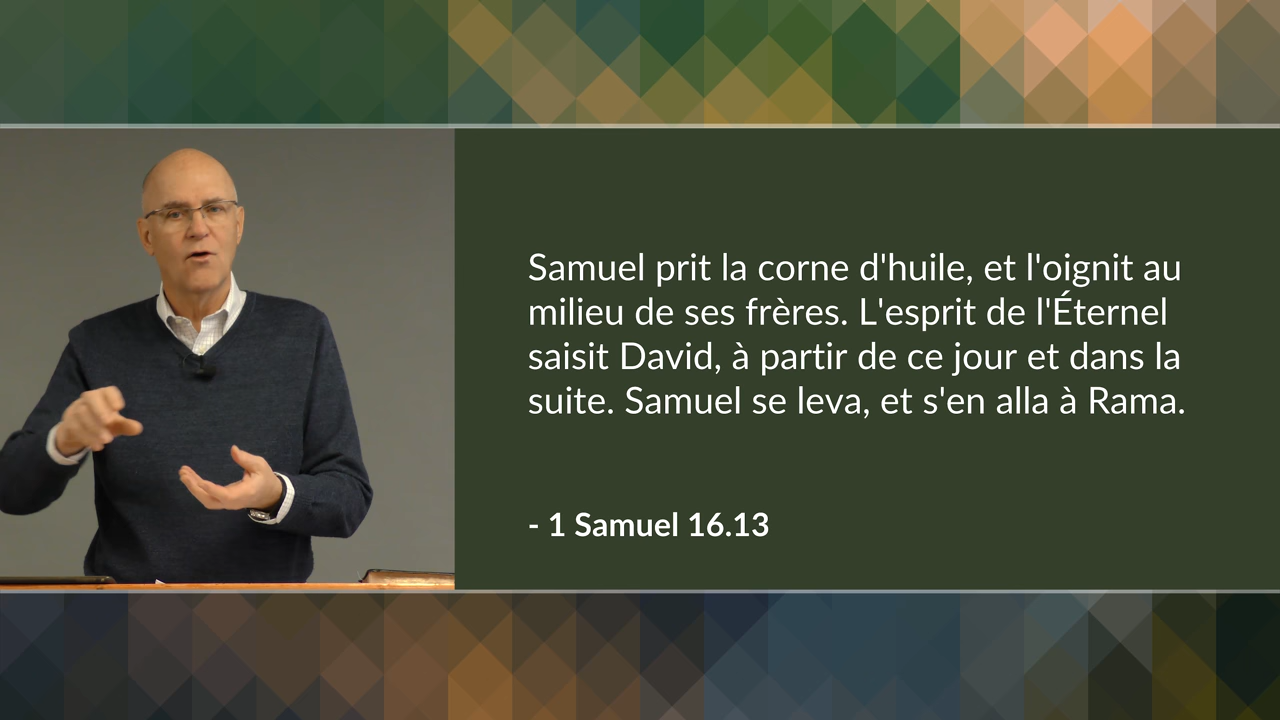 Samuel prit la corne d'huile, et l'oignit au
milieu de ses frères. L'esprit de l'Éternel
saisit David, à partir de ce jour et dans la
suite. Samuel se leva, et s'en alla à Rama.
- 1 Samuel 16.13